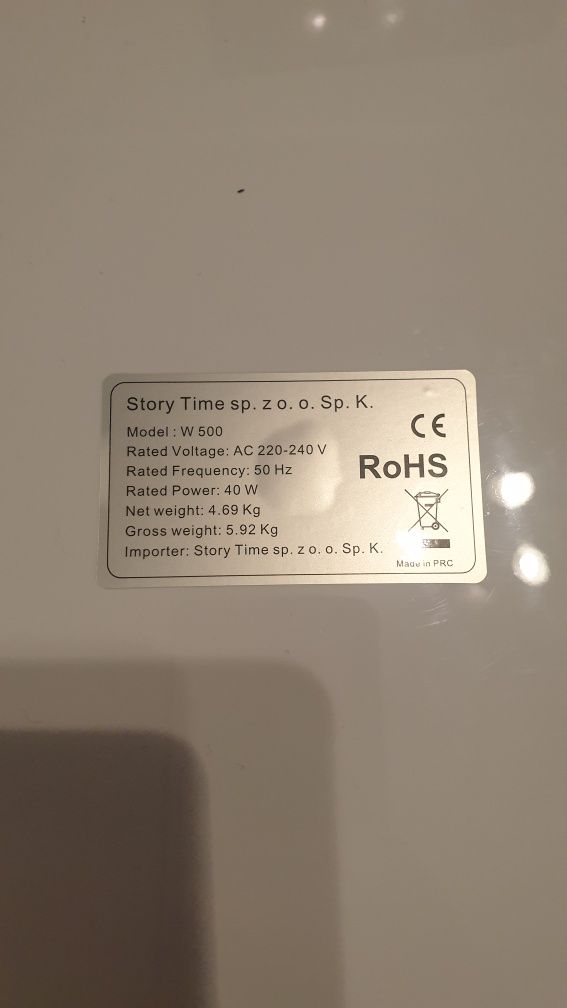 Story Time sp. z o. o. Sp. K.
Model : W 500
CE
Rated Voltage: AC 220-240 V
Rated Frequency: 50 Hz
RoHS
Rated Power: 40 W
Net weight: 4.69 Kg
Gross weight: 5.92 Kg
Importer: Story Time sp. z o. o. Sp. K.
Made in PRC